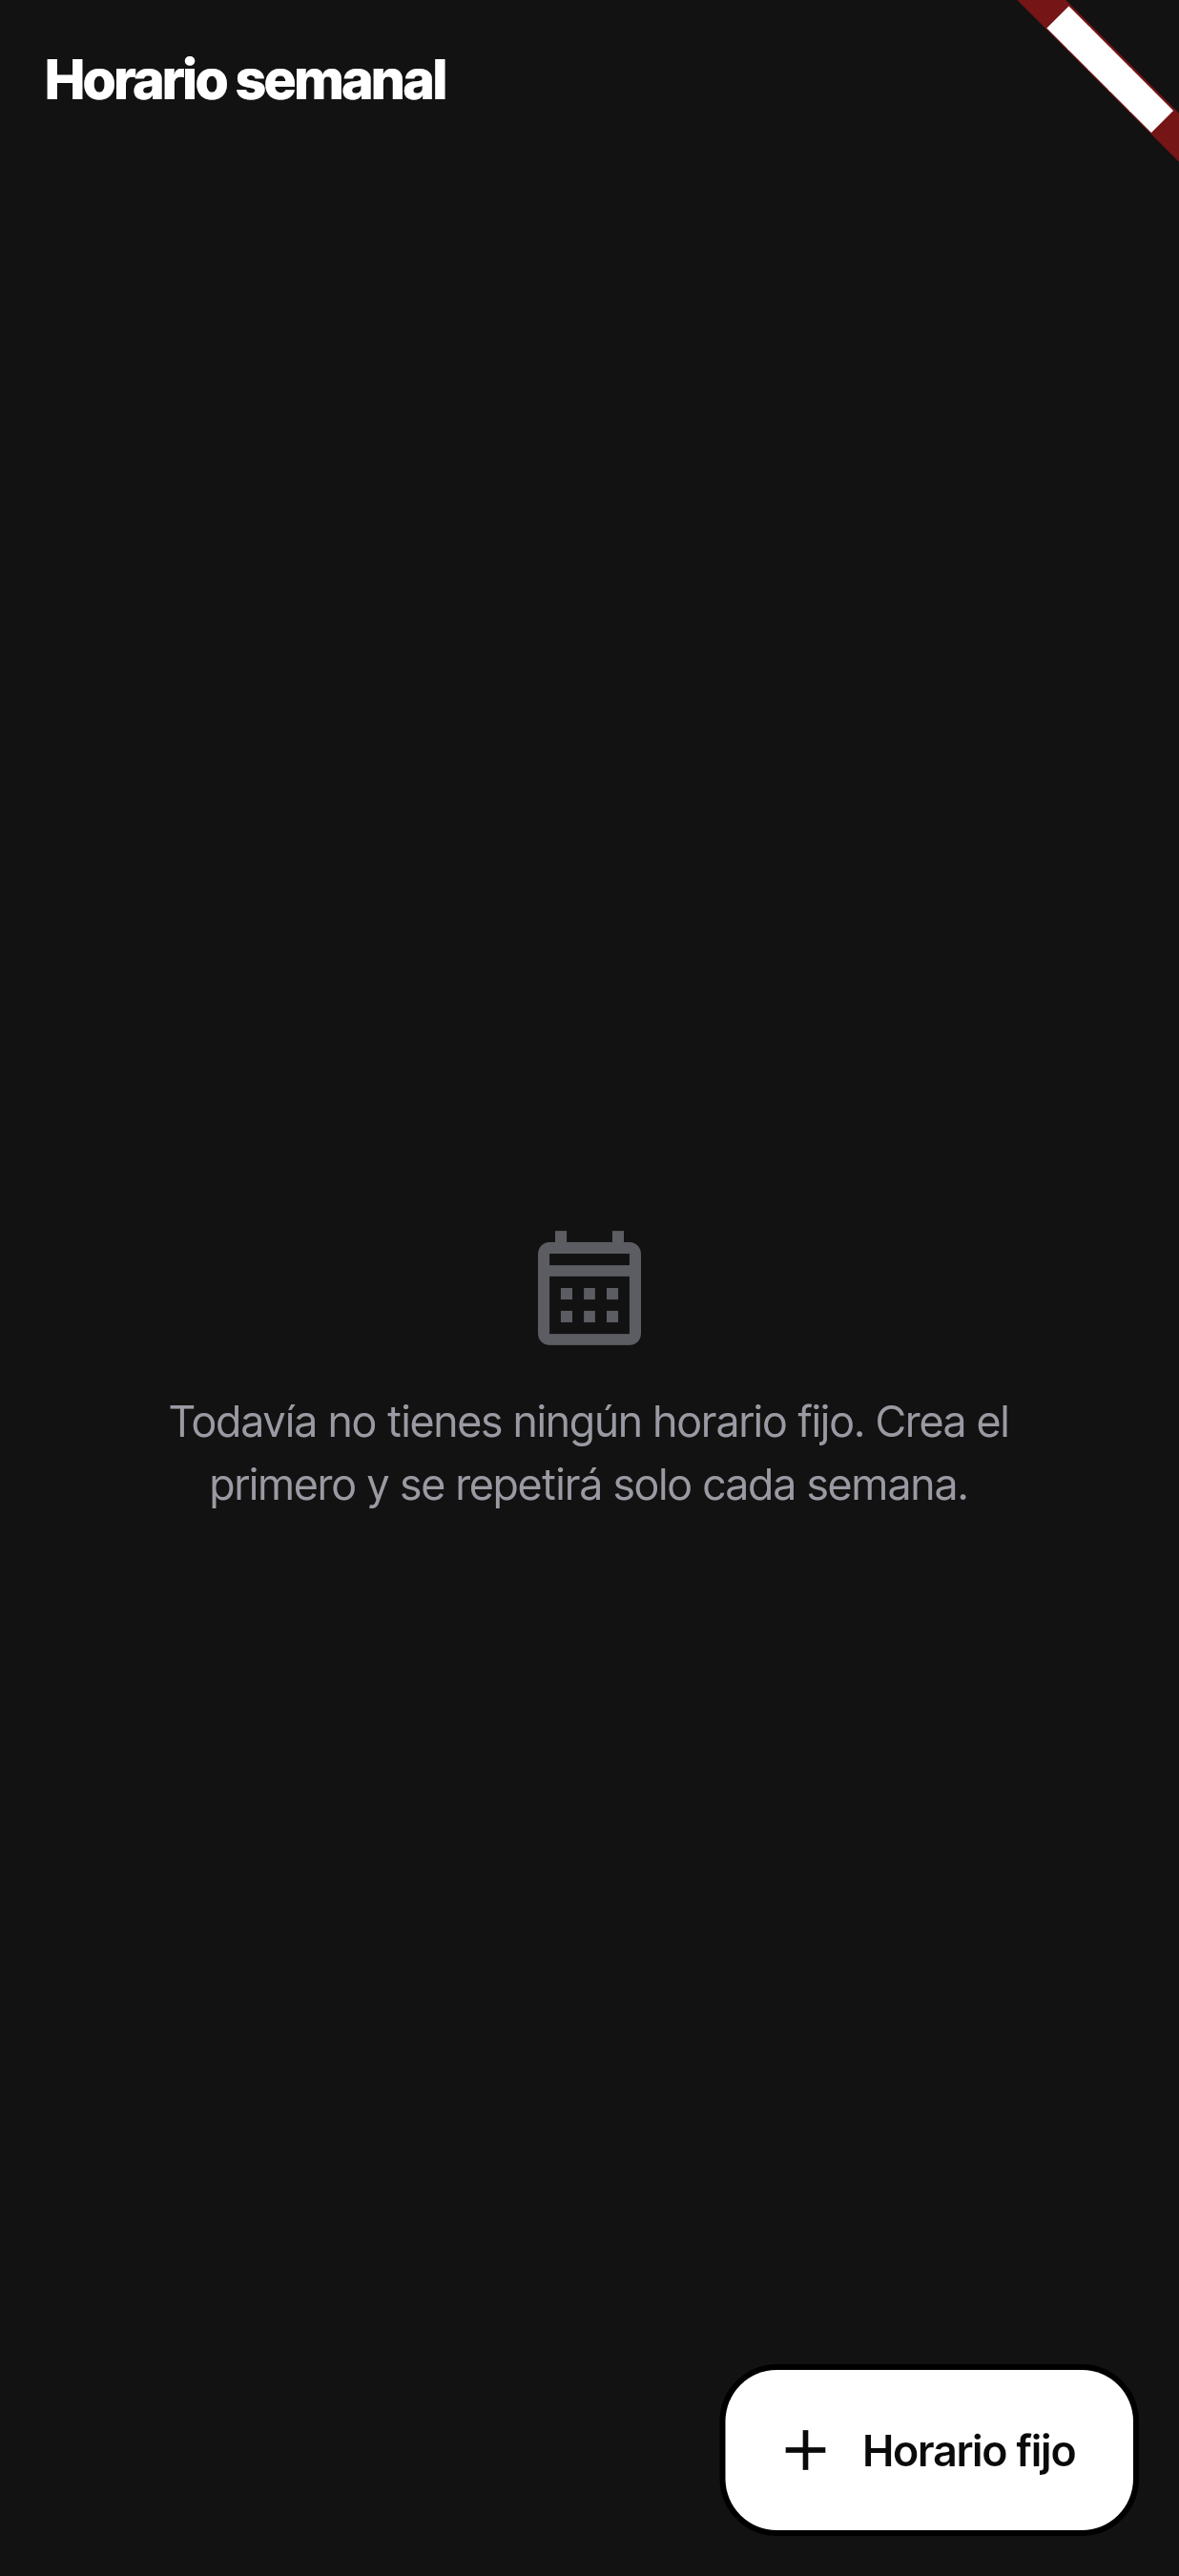 Horario semanal
Todavía no tienes ningún horario fijo. Crea el
primero y se repetirá solo cada semana.
Horario fijo